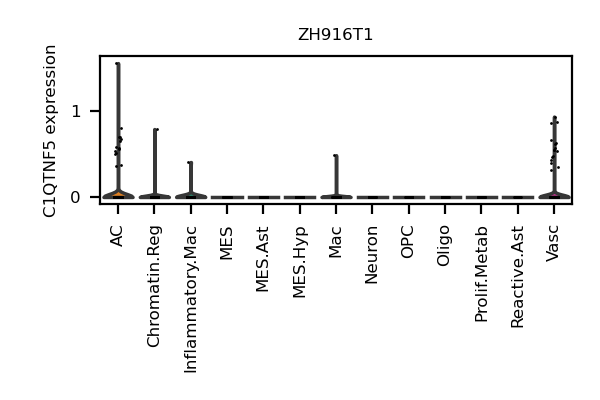 ZH916T1
C1QTNF5 expression
1
0
AC
Chromatin.Reg
Inflammatory.Mac
MES
MES.Ast
MES.Hyp
Mac
Neuron
OPC
Oligo
Prolif.Metab
Reactive.Ast
Vasc